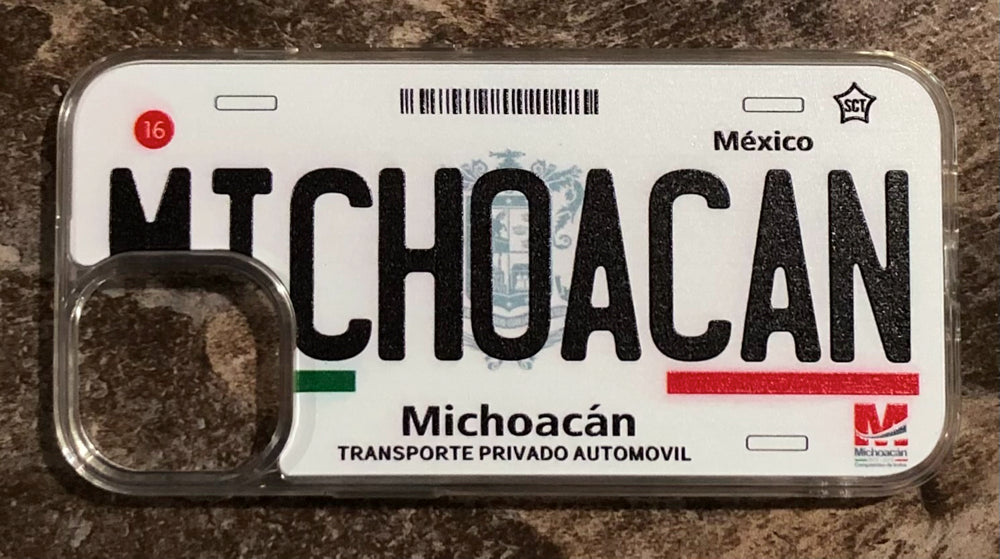 16
SCT
México
MICHOACAN
Michoacán
TRANSPORTE PRIVADO AUTOMOVIL
M
Michoacán